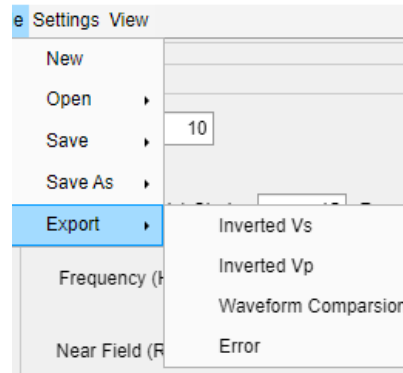 e Settings View
New
Open
10
Save
Save As
Export
Inverted Vs
Inverted Vp
Frequency (H
Waveform Comparsion
Near Field (R
Error